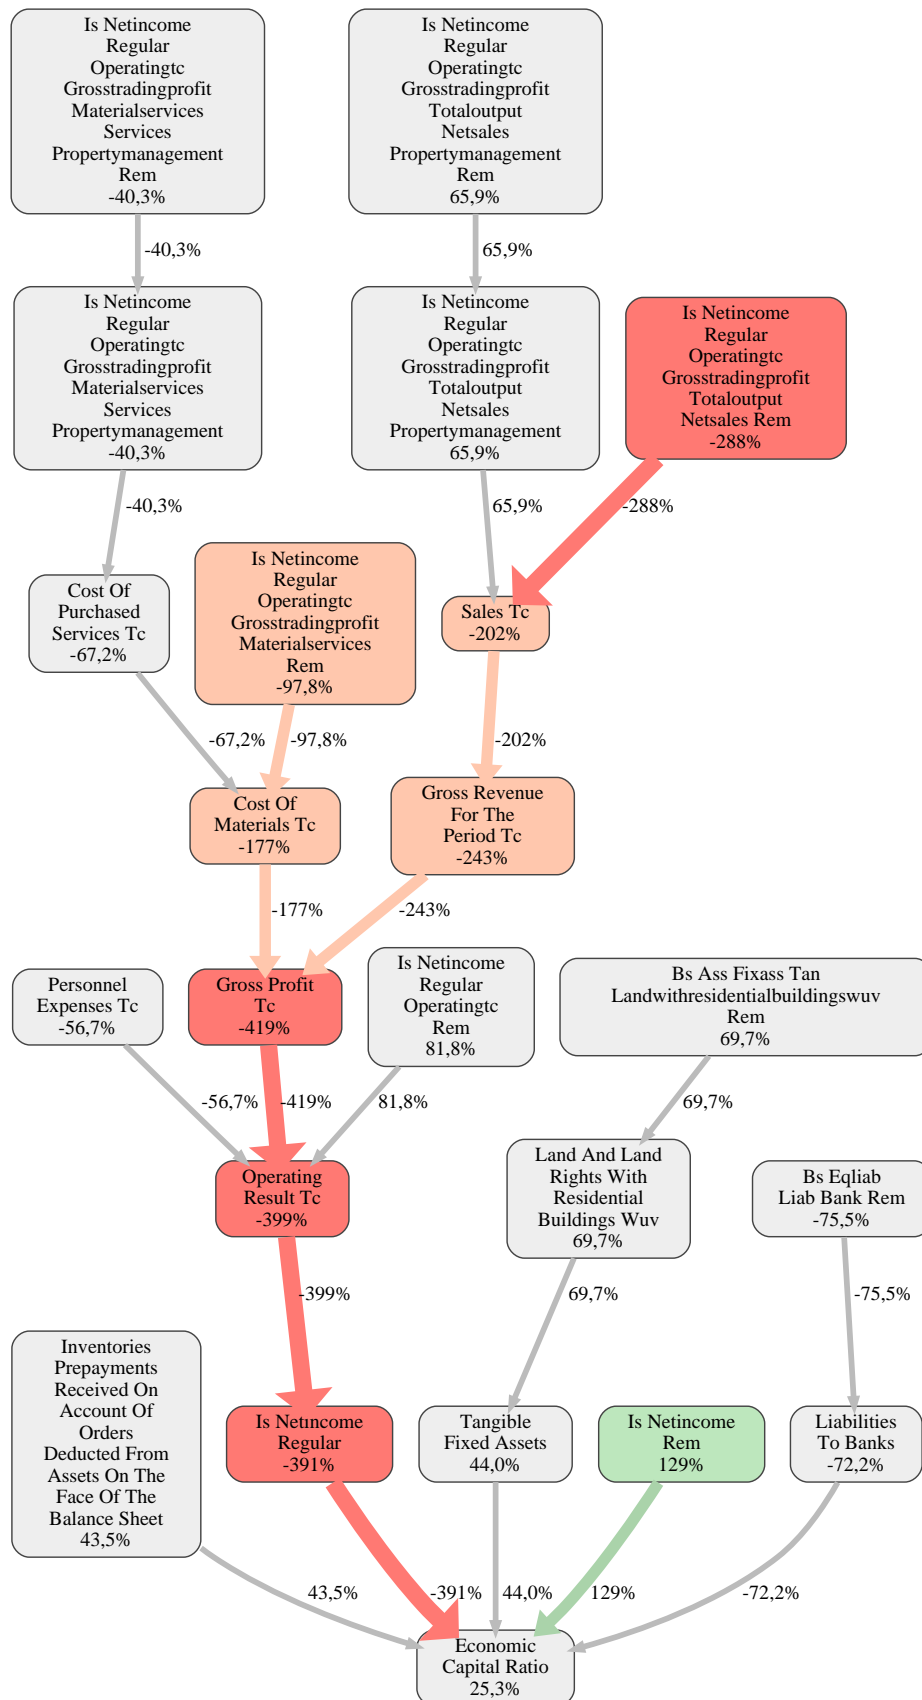 Is Netincome
Regular
Operatingtc
Grosstradingprofit
Materialservices
Services
Propertymanagement
Rem
-40,3%
Is Netincome
Regular
Operatingtc
Grosstradingprofit
Totaloutput
Netsales
Propertymanagement
Rem
65,9%
-40,3%
65,9%
Is Netincome
Regular
Operatingtc
Grosstradingprofit
Materialservices
Services
Propertymanagement
-40,3%
Is Netincome
Regular
Operatingtc
Grosstradingprofit
Totaloutput
Netsales
Propertymanagement
65,9%
Is Netincome
Regular
Operatingtc
Grosstradingprofit
Totaloutput
Netsales Rem
-288%
-40,3%
65,9%
-288%
Cost Of
Purchased
Services Tc
-67,2%
Is Netincome
Regular
Operatingtc
Grosstradingprofit
Materialservices
Rem
-97,8%
Sales Tc
-202%
-67,2%
-97,8%
-202%
Cost Of
Materials Tc
-177%
Gross Revenue
For The
Period Tc
-243%
-177%
-243%
Personnel
Expenses Tc
-56,7%
Gross Profit
Tc
-419%
Is Netincome
Regular
Operatingtc
Rem
81,8%
Bs Ass Fixass Tan
Landwithresidentialbuildingswuv
Rem
69,7%
-56,7%
-419%
81,8%
69,7%
Operating
Result Tc
-399%
Land And Land
Rights With
Residential
Buildings Wuv
69,7%
Bs Eqliab
Liab Bank Rem
-75,5%
-399%
69,7%
-75,5%
Inventories
Prepayments
Received On
Account Of
Orders
Deducted From
Assets On The
Face Of The
Balance Sheet
43,5%
Is Netincome
Regular
-391%
Tangible
Fixed Assets
44,0%
Is Netincome
Rem
129%
Liabilities
To Banks
-72,2%
43,5%
-391%
44,0%
129%
-72,2%
Economic
Capital Ratio
25,3%